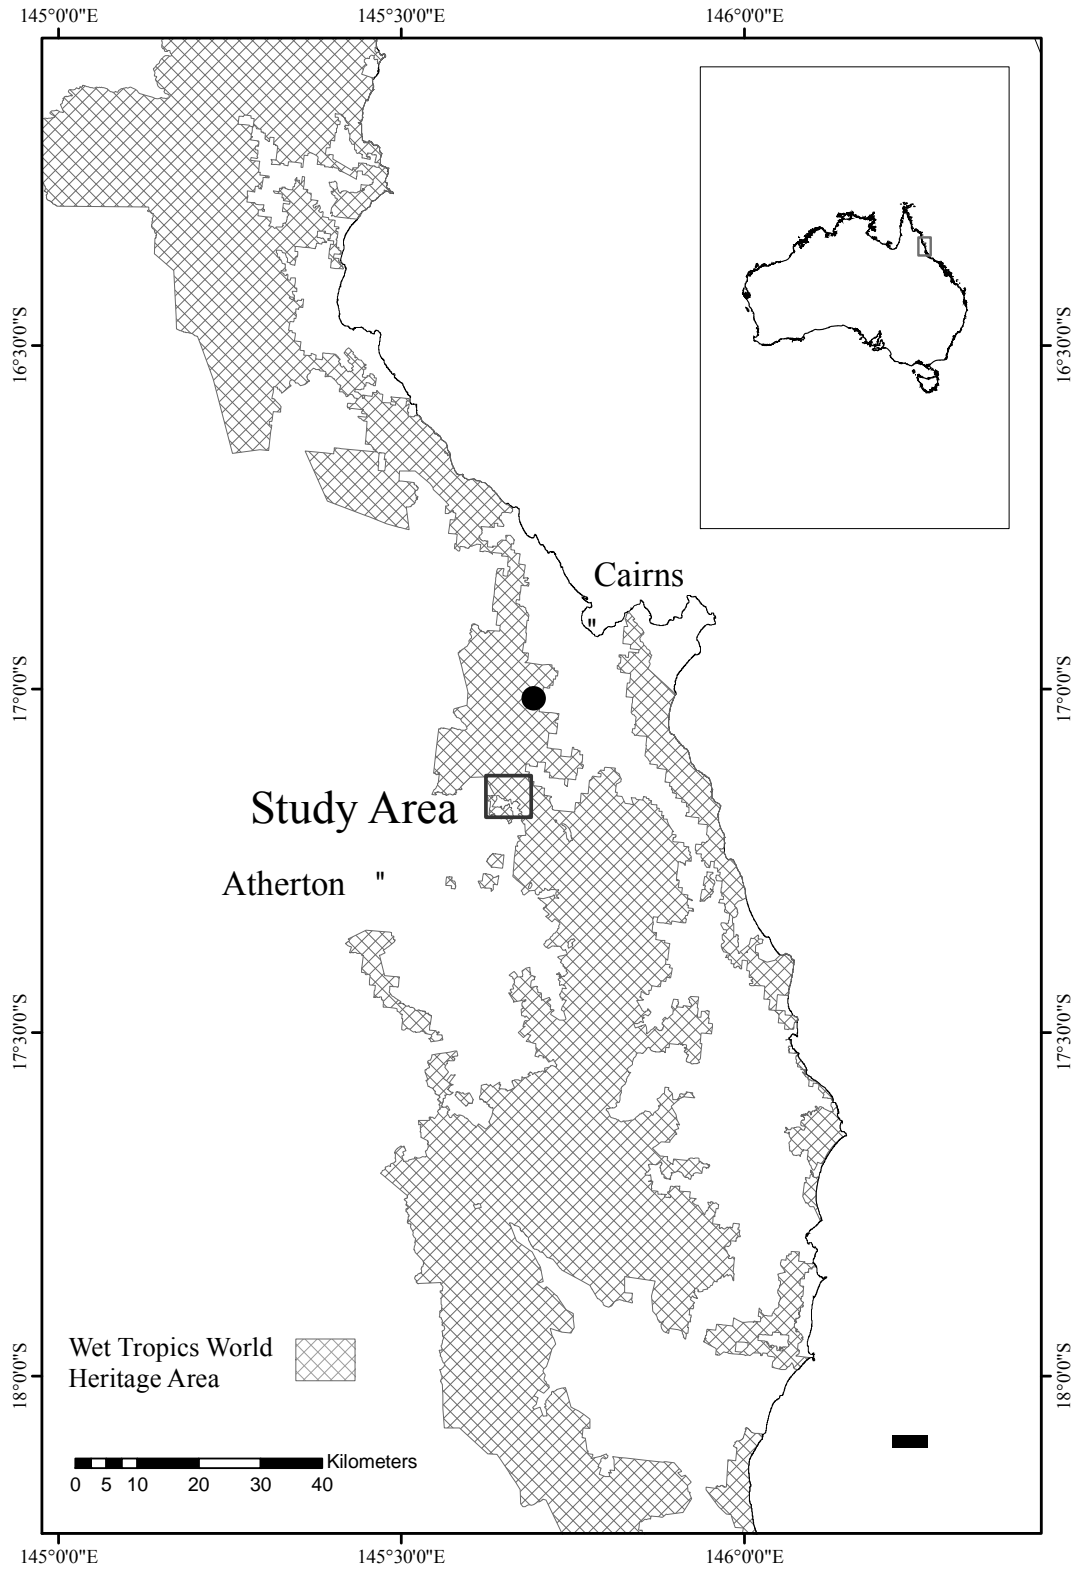 145°0'0"E 145°30'0"E 146°0'0"E
16°30'0"S 16°30'0"S
Cairns
"
17°0'0"S 17°0'0"S
Study Area
Atherton "
17°30'0"S 17°30'0"S
Wet Tropics World
Heritage Area
18°0'0"S 18°0'0"S
Kilometers
0 5 10 20 30 40
145°0'0"E 145°30'0"E 146°0'0"E